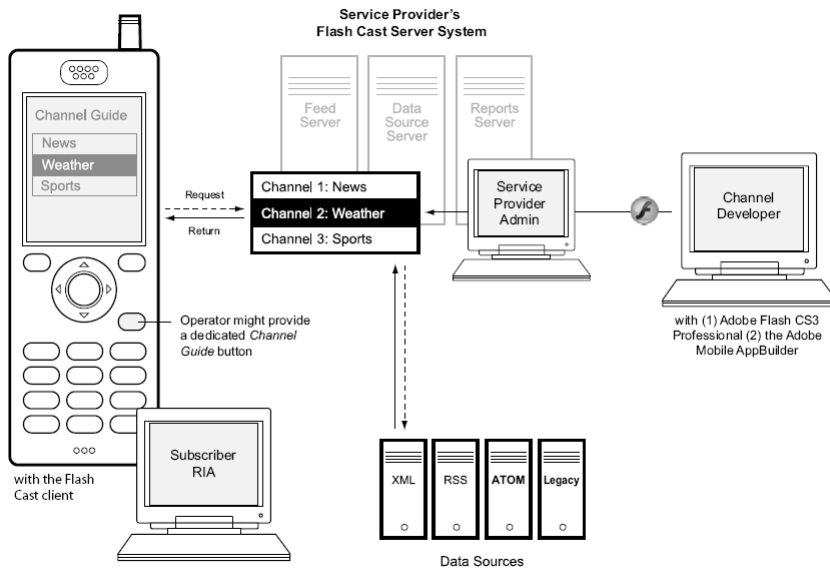 Service Provider's
Flash Cast Server System
Feed
Server
Data
Source
Server
Reports
Server
Channel Guide
News
Weather
Sports
Request
Return
Channel 1: News
Channel 2: Weather
Channel 3: Sports
Service
Provider
Admin
Channel
Developer
with (1) Adobe Flash CS3
Professional (2) the Adobe
Mobile AppBuilder
Operator might provide
a dedicated Channel
Guide button
with the Flash
Cast client
Subscriber
RIA
XML
RSS
ATOM
Legacy
Data Sources